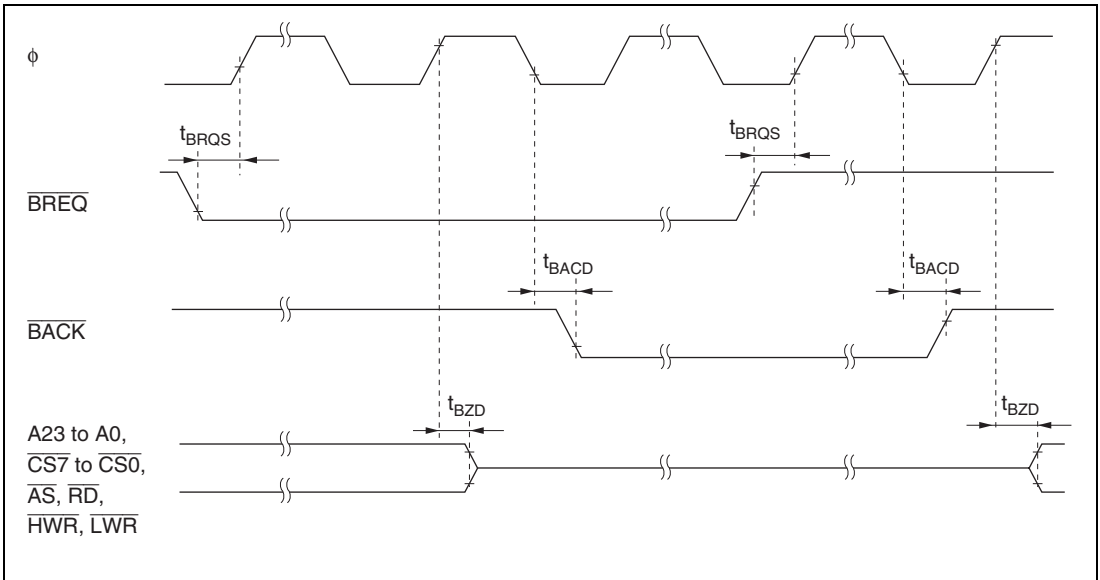 ϕ
tBRQS tBRQS
BREQ
tBACD tBACD
BACK
tBZD tBZD
A23 to A0,
CS7 to CS0,
AS, RD,
HWR, LWR